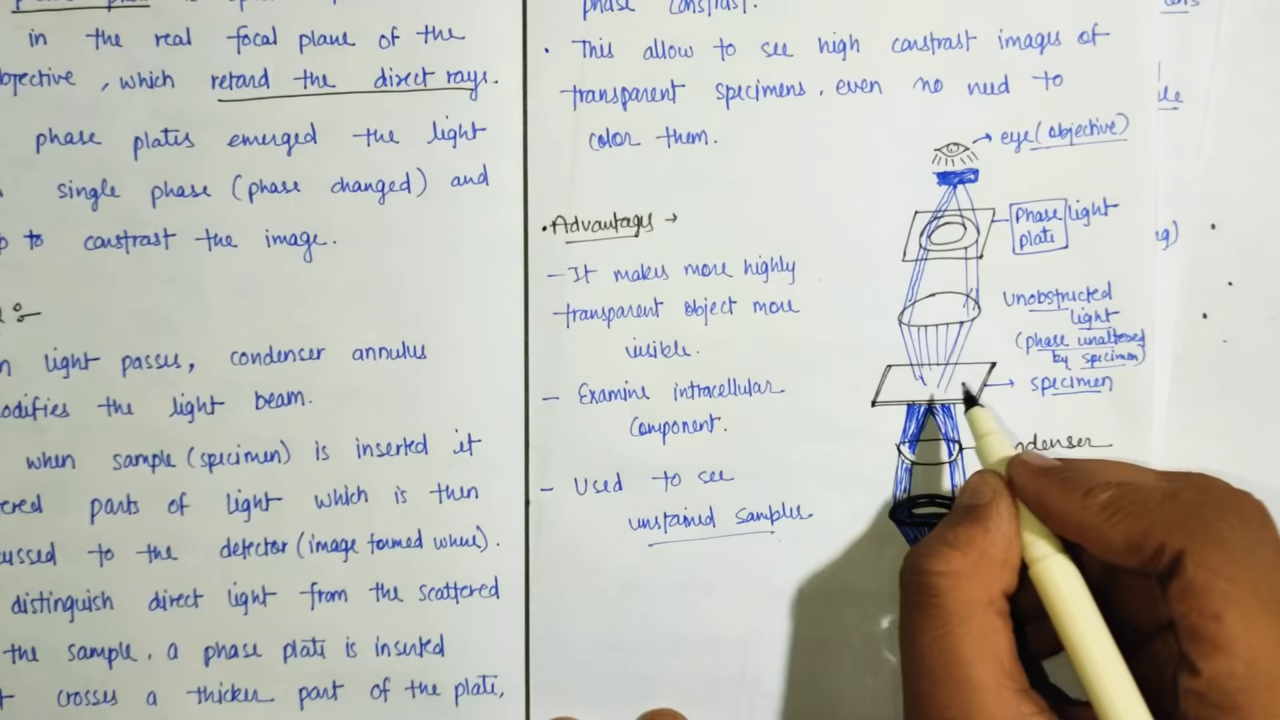 in the real focal plane of the
objective, which retard the direct rays.
phase plates emerged the light
single phase (phase changed) and
to constrast the image.
light passes, condenser annulus
modifies the light beam.
when sample (specimen) is inserted it
parts of light which is then
to the detector (image formed where).
distinguish direct light from the scattered
the sample. a phase plate is inserted
crosses a thicker part of the plate,
phase constrast.
• This allow to see high constrast images of
transparent specimens. even no need to
color them.
• Advantages →
- It makes more highly
transparent object more
visible.
- Examine intracellular
Component.
- Used to see
unstained samples
→ eye (objective)
Phase light
plate
Unobstructed
light
(phase unaltered
by specimen)
→ specimen
ndenser